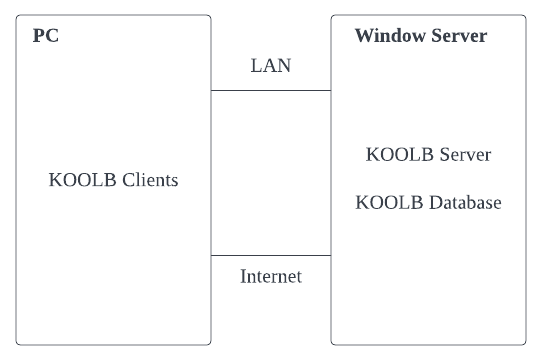 PC
Window Server
LAN
KOOLB Server
KOOLB Clients
KOOLB Database
Internet